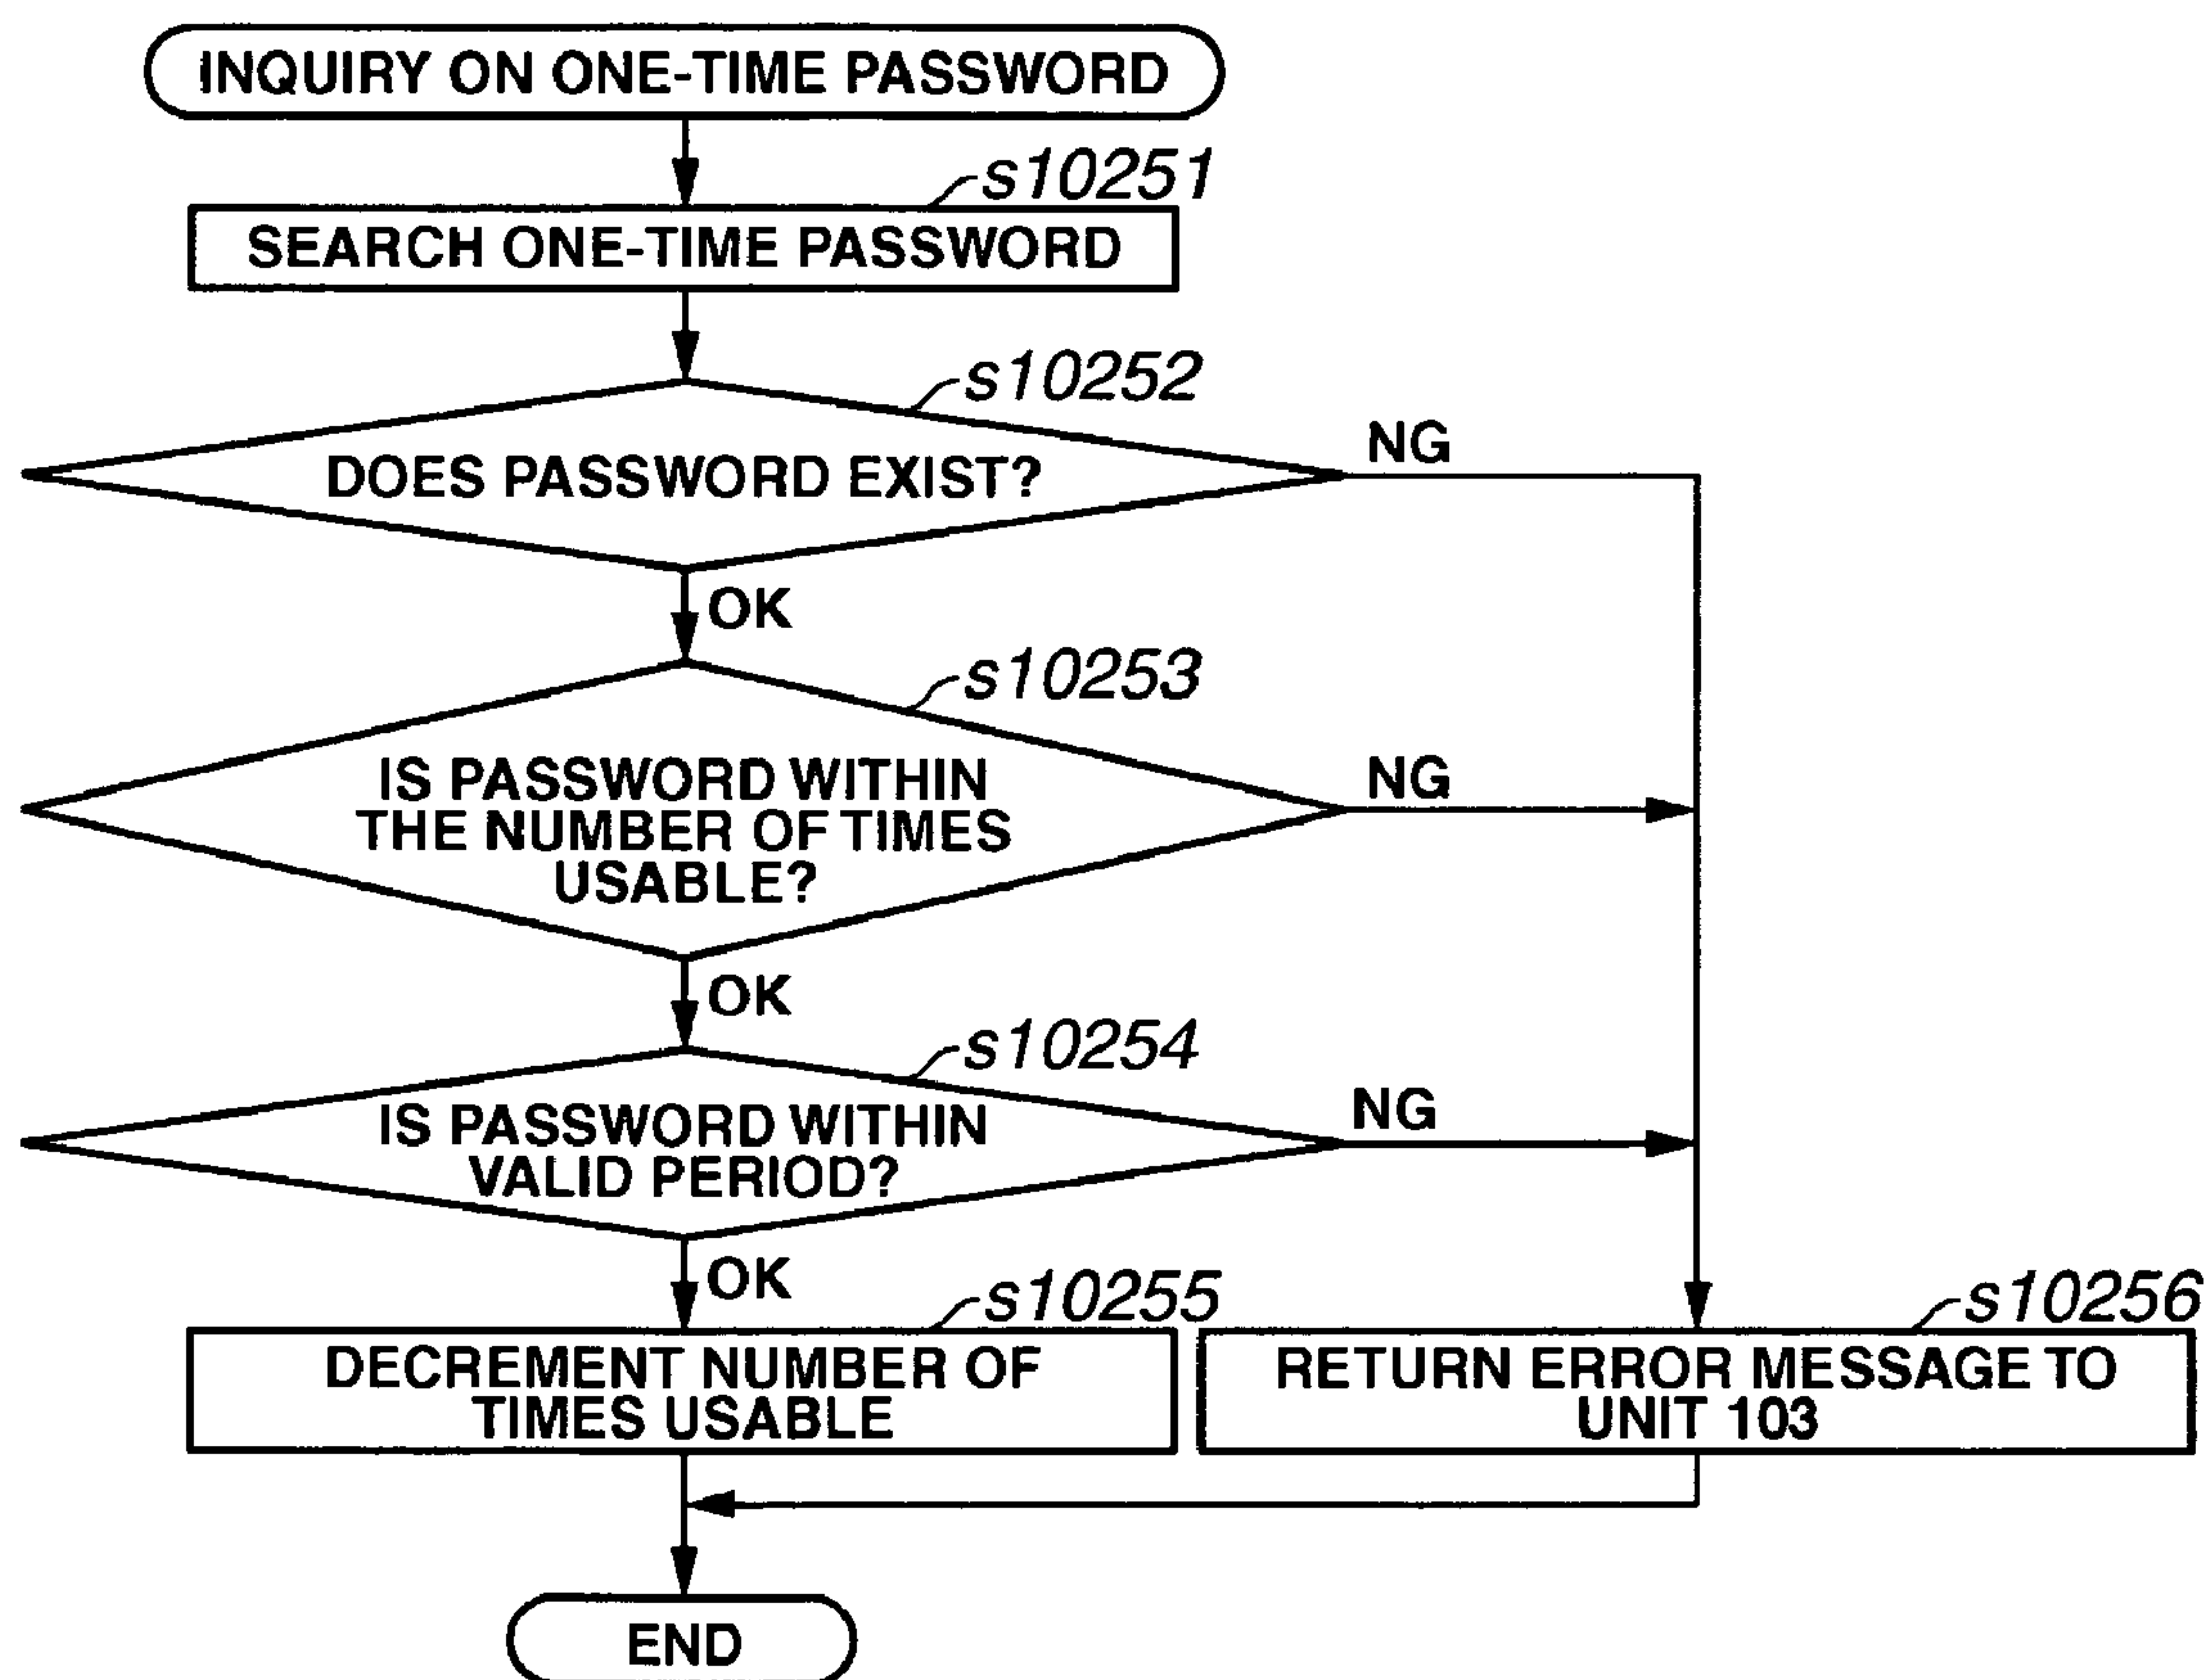 INQUIRY ON ONE-TIME PASSWORD
s10251
SEARCH ONE-TIME PASSWORD
s10252
DOES PASSWORD EXIST?
NG
OK
s10253
IS PASSWORD WITHIN
THE NUMBER OF TIMES
USABLE?
NG
OK
s10254
IS PASSWORD WITHIN
VALID PERIOD?
NG
OK
s10255
DECREMENT NUMBER OF
TIMES USABLE
s10256
RETURN ERROR MESSAGE TO
UNIT 103
END